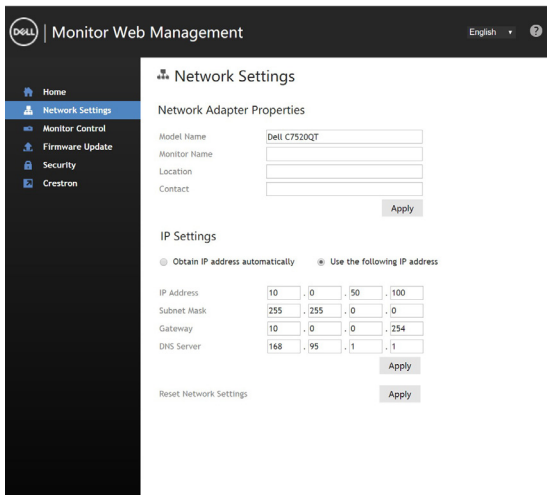 DELL | Monitor Web Management English
Network Settings
Home
Network Settings
Monitor Control
Firmware Update
Security
Crestron
Network Adapter Properties
Model Name Dell C7520QT
Monitor Name
Location
Contact
Apply
IP Settings
Obtain IP address automatically Use the following IP address
IP Address 10 . 0 . 50 . 100
Subnet Mask 255 . 255 . 0 . 0
Gateway 10 . 0 . 0 . 254
DNS Server 168 . 95 . 1 . 1
Apply
Reset Network Settings Apply